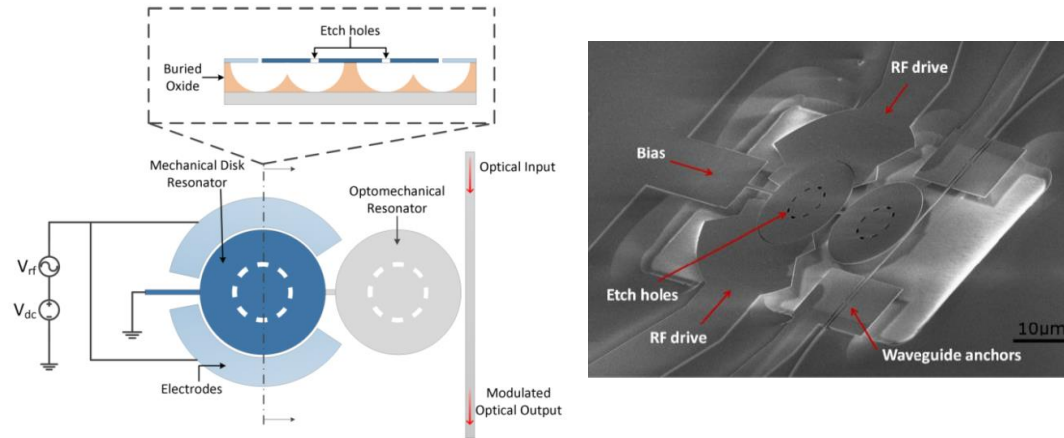 Etch holes
Buried
Oxide
Mechanical Disk
Resonator
Optomechanical
Resonator
Optical Input
Vrf
Vdc
Electrodes
Modulated
Optical Output
RF drive
Bias
Etch holes
RF drive
Waveguide anchors
10μm